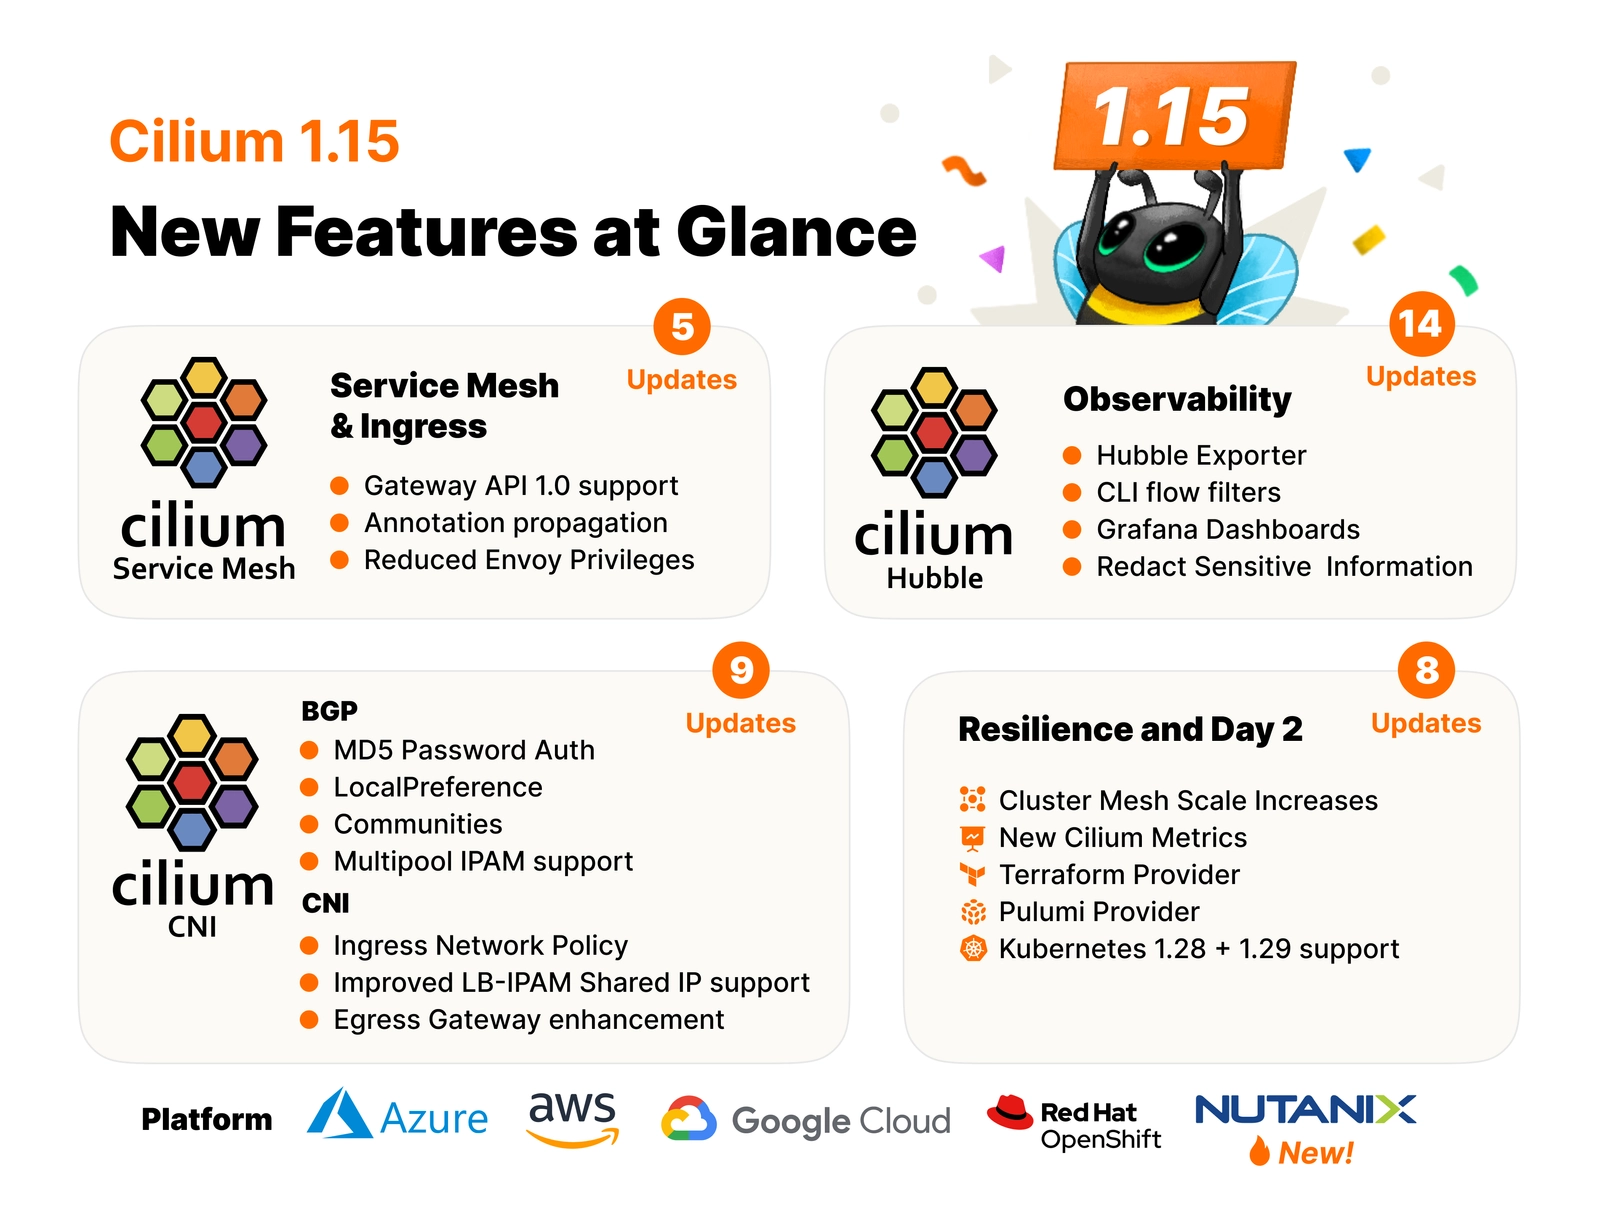 1.15
Cilium 1.15
New Features at Glance
5
Updates
Service Mesh
& Ingress
Gateway API 1.0 support
Annotation propagation
Reduced Envoy Privileges
cilium
Service Mesh
14
Updates
Observability
Hubble Exporter
CLI flow filters
Grafana Dashboards
Redact Sensitive  Information
cilium
Hubble
9
Updates
BGP
MD5 Password Auth
LocalPreference
Communities
Multipool IPAM support
CNI
Ingress Network Policy
Improved LB-IPAM Shared IP support
Egress Gateway enhancement
cilium
CNI
8
Updates
Resilience and Day 2
Cluster Mesh Scale Increases
New Cilium Metrics
Terraform Provider
Pulumi Provider
Kubernetes 1.28 + 1.29 support
Platform
Azure
aws
Google Cloud
Red Hat
OpenShift
NUTANIX
New!